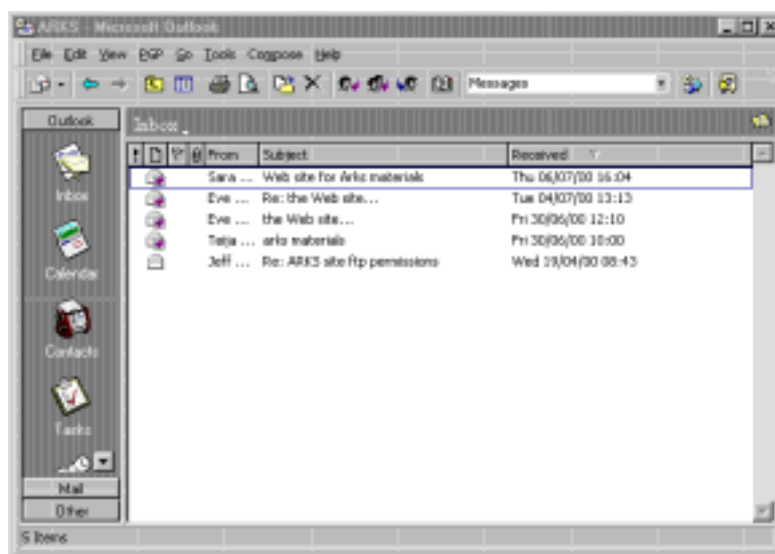 ARKS - Microsoft Outlook
File Edit View PGP Go Tools Compose Help
Messages
Outlook
Inbox
Calendar
Contacts
Tasks
Mail
Other
Inbox
! From Subject Received
Sara ... Web site for Arks materials Thu 06/07/00 16:04
Eve ... Re: the Web site... Tue 04/07/00 13:13
Eve ... the Web site... Fri 30/06/00 12:10
Teija ... arks materials Fri 30/06/00 10:00
Jeff ... Re: ARKS site ftp permissions Wed 19/04/00 08:43
5 Items